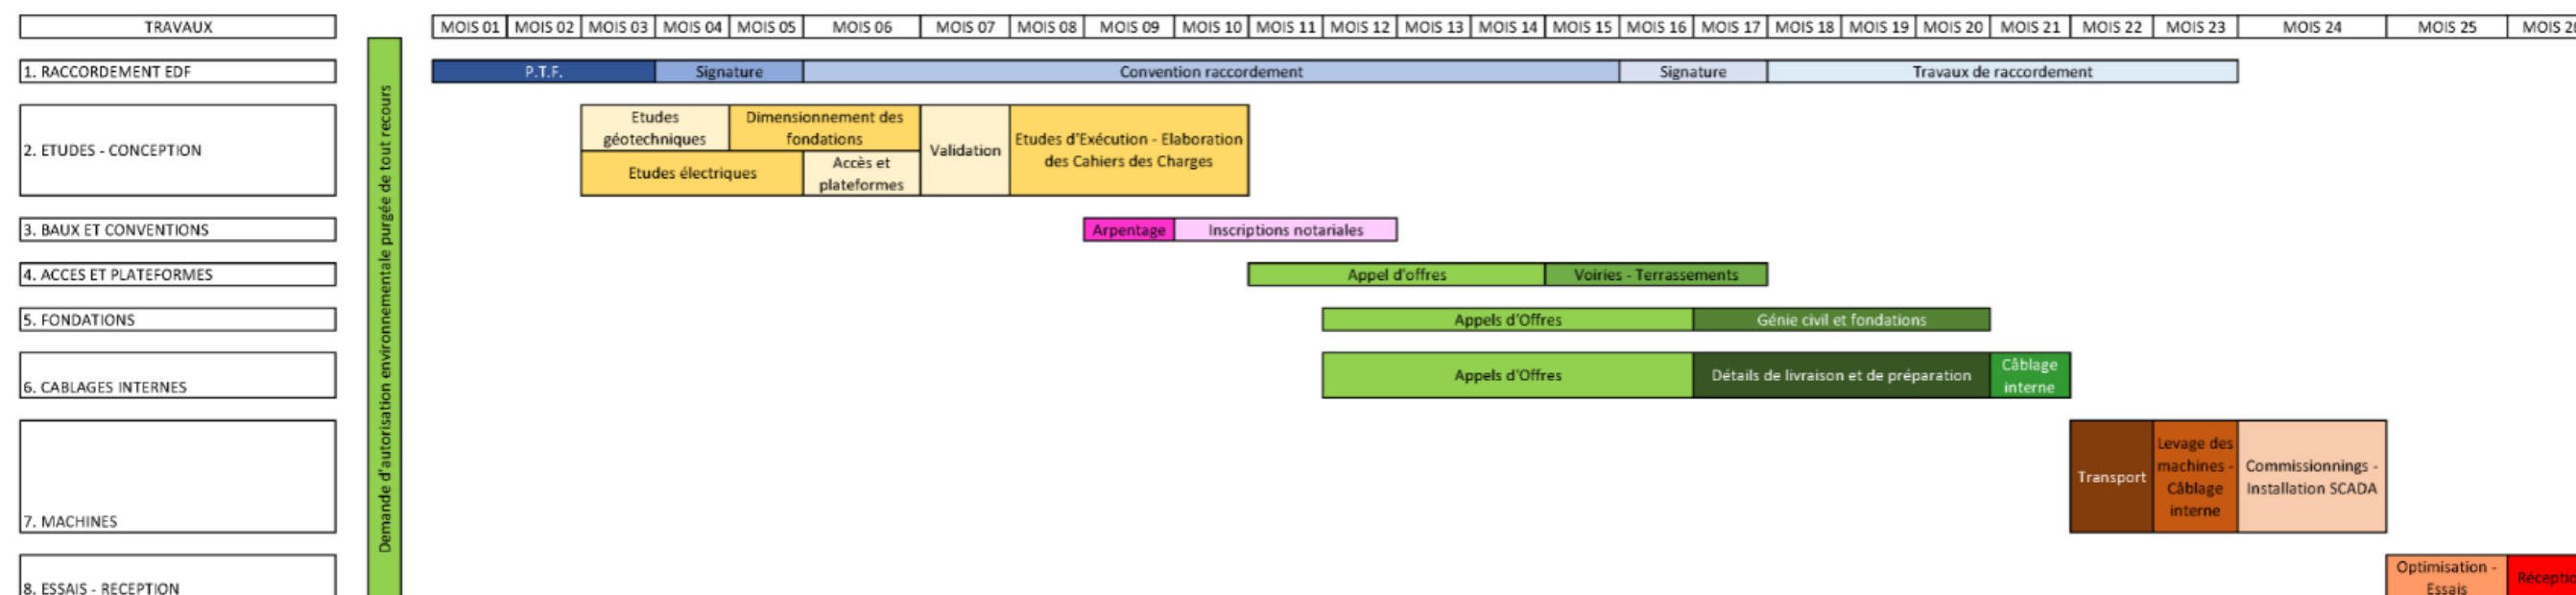 TRAVAUX
MOIS 01 MOIS 02 MOIS 03 MOIS 04 MOIS 05 MOIS 06 MOIS 07 MOIS 08 MOIS 09 MOIS 10 MOIS 11 MOIS 12 MOIS 13 MOIS 14 MOIS 15 MOIS 16 MOIS 17 MOIS 18 MOIS 19 MOIS 20 MOIS 21 MOIS 22 MOIS 23 MOIS 24 MOIS 25 MOIS
Demande d'autorisation environnementale purgée de tout recours
1. RACCORDEMENT EDF
P.T.F.
Signature
Convention raccordement
Signature
Travaux de raccordement
2. ETUDES - CONCEPTION
Etudes
géotechniques
Dimensionnement des
fondations
Etudes électriques
Accès et
plateformes
Validation
Etudes d'Exécution - Elaboration
des Cahiers des Charges
3. BAUX ET CONVENTIONS
Arpentage
Inscriptions notariales
4. ACCES ET PLATEFORMES
Appel d'offres
Voiries - Terrassements
5. FONDATIONS
Appels d'Offres
Génie civil et fondations
6. CABLAGES INTERNES
Appels d'Offres
Détails de livraison et de préparation
Câblage
interne
7. MACHINES
Transport
Levage des
machines -
Câblage
interne
Commissionnings -
Installation SCADA
8. ESSAIS - RECEPTION
Optimisation -
Essais